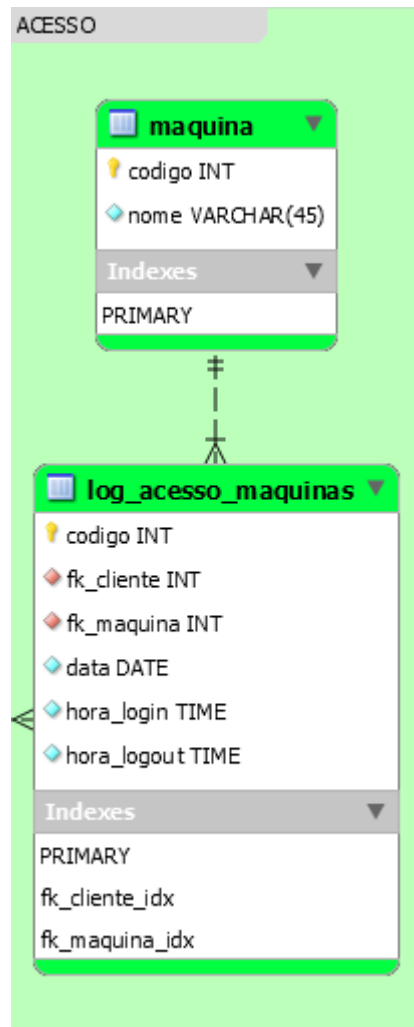 ACESSO
maquina
codigo INT
nome VARCHAR(45)
Indexes
PRIMARY
log_acesso_maquinas
codigo INT
fk_cliente INT
fk_maquina INT
data DATE
hora_login TIME
hora_logout TIME
Indexes
PRIMARY
fk_cliente_idx
fk_maquina_idx